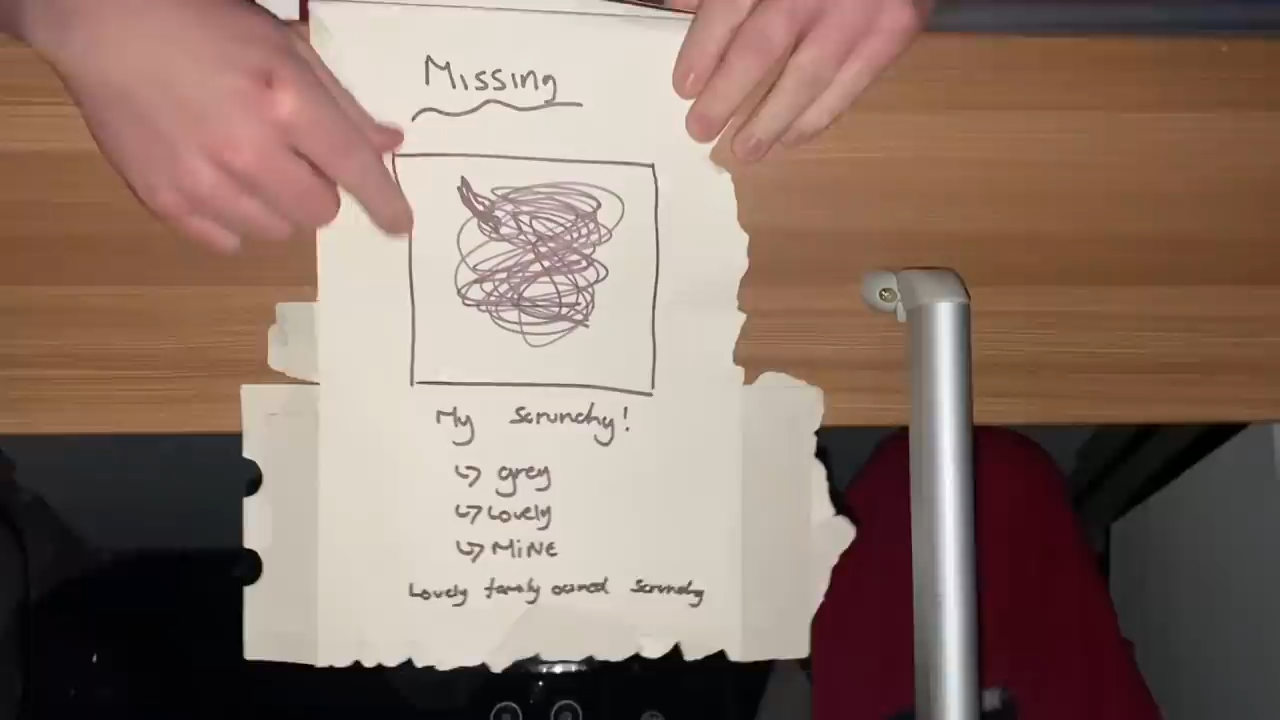 Missing
My Scrunchy!
↳ grey
↳ Lovely
↳ MiNE
Lovely family owned Scrunchy